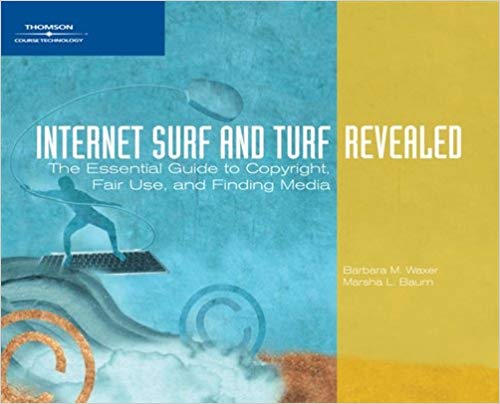 THOMSON
COURSE TECHNOLOGY
INTERNET SURF AND TURF REVEALED
The Essential Guide to Copyright,
Fair Use, and Finding Media
Barbara M. Waxer
Marsha L. Baum
©
©